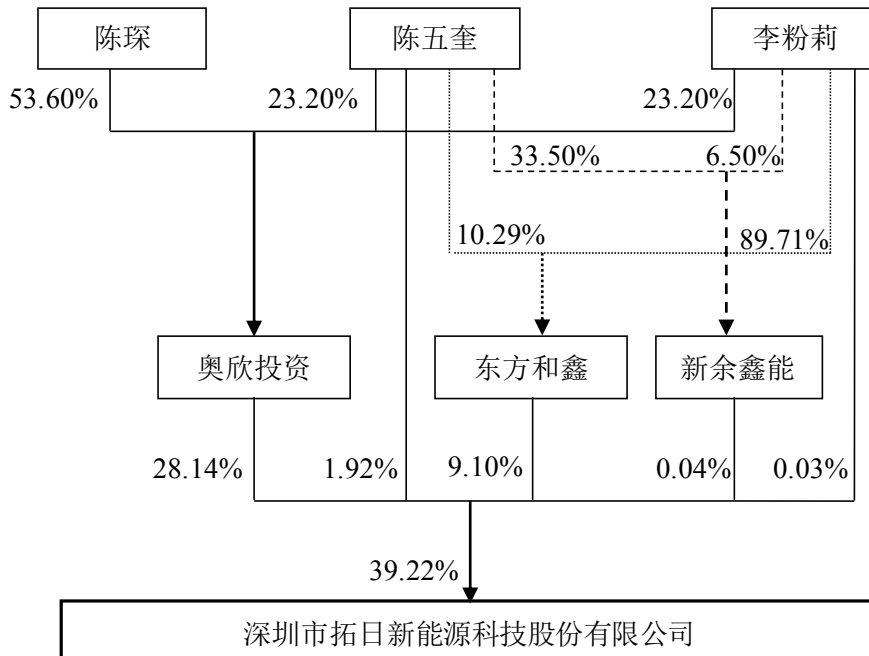 陈琛 陈五奎 李粉莉
53.60% 23.20% 23.20%
33.50% 6.50%
10.29% 89.71%
奥欣投资 东方和鑫 新余鑫能
28.14% 1.92% 9.10% 0.04% 0.03%
39.22%
深圳市拓日新能源科技股份有限公司